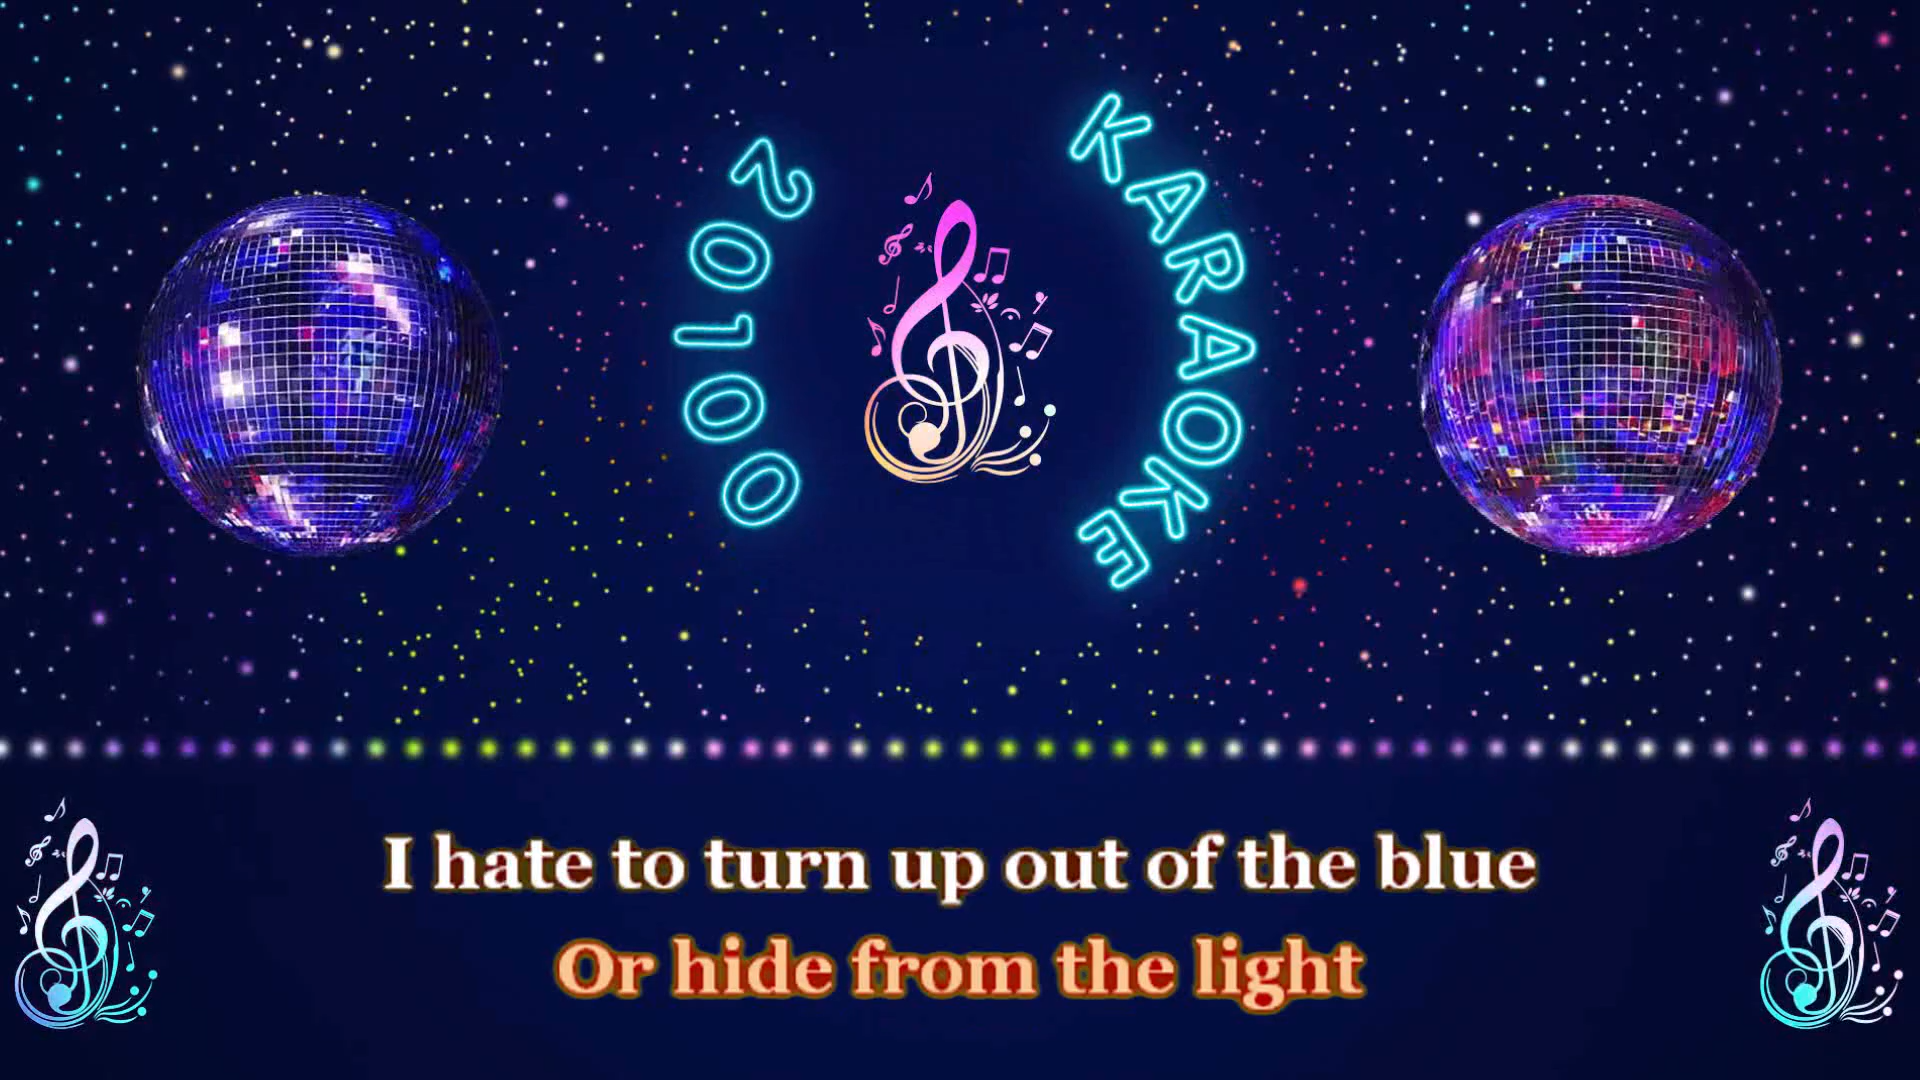 20100
KARAOKE
I hate to turn up out of the blue
Or hide from the light